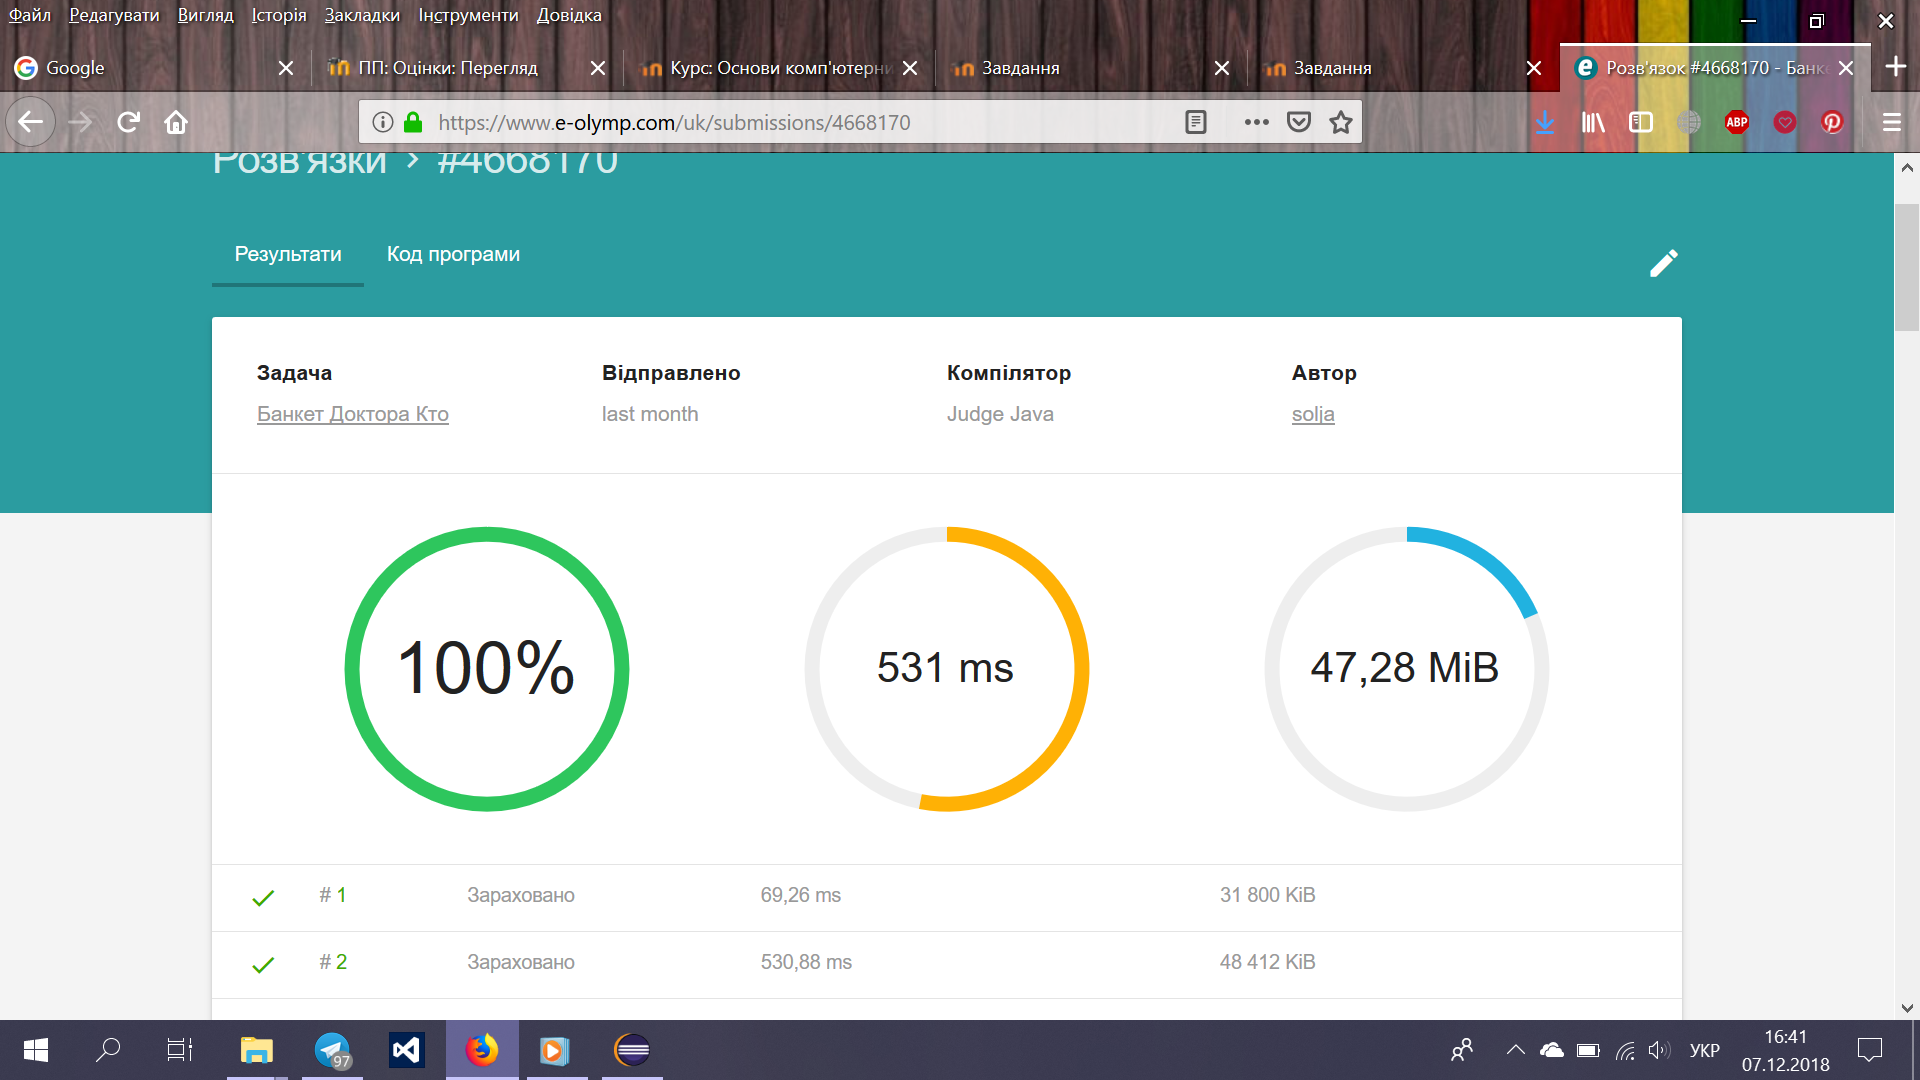 Файл Редагувати Вигляд Історія Закладки Інструменти Довідка
Google ПП: Оцінки: Перегляд Курс: Основи комп'ютерни Завдання Завдання Розв'язок #4668170 - Банке
https://www.e-olymp.com/uk/submissions/4668170 ABP
Розв'язки > #4668170
Результати Код програми
Задача Відправлено Компілятор Автор
Банкет Доктора Кто last month Judge Java solja
100% 531 ms 47,28 MiB
# 1 Зараховано 69,26 ms 31 800 KiB
# 2 Зараховано 530,88 ms 48 412 KiB
97 УКР 16:41
07.12.2018